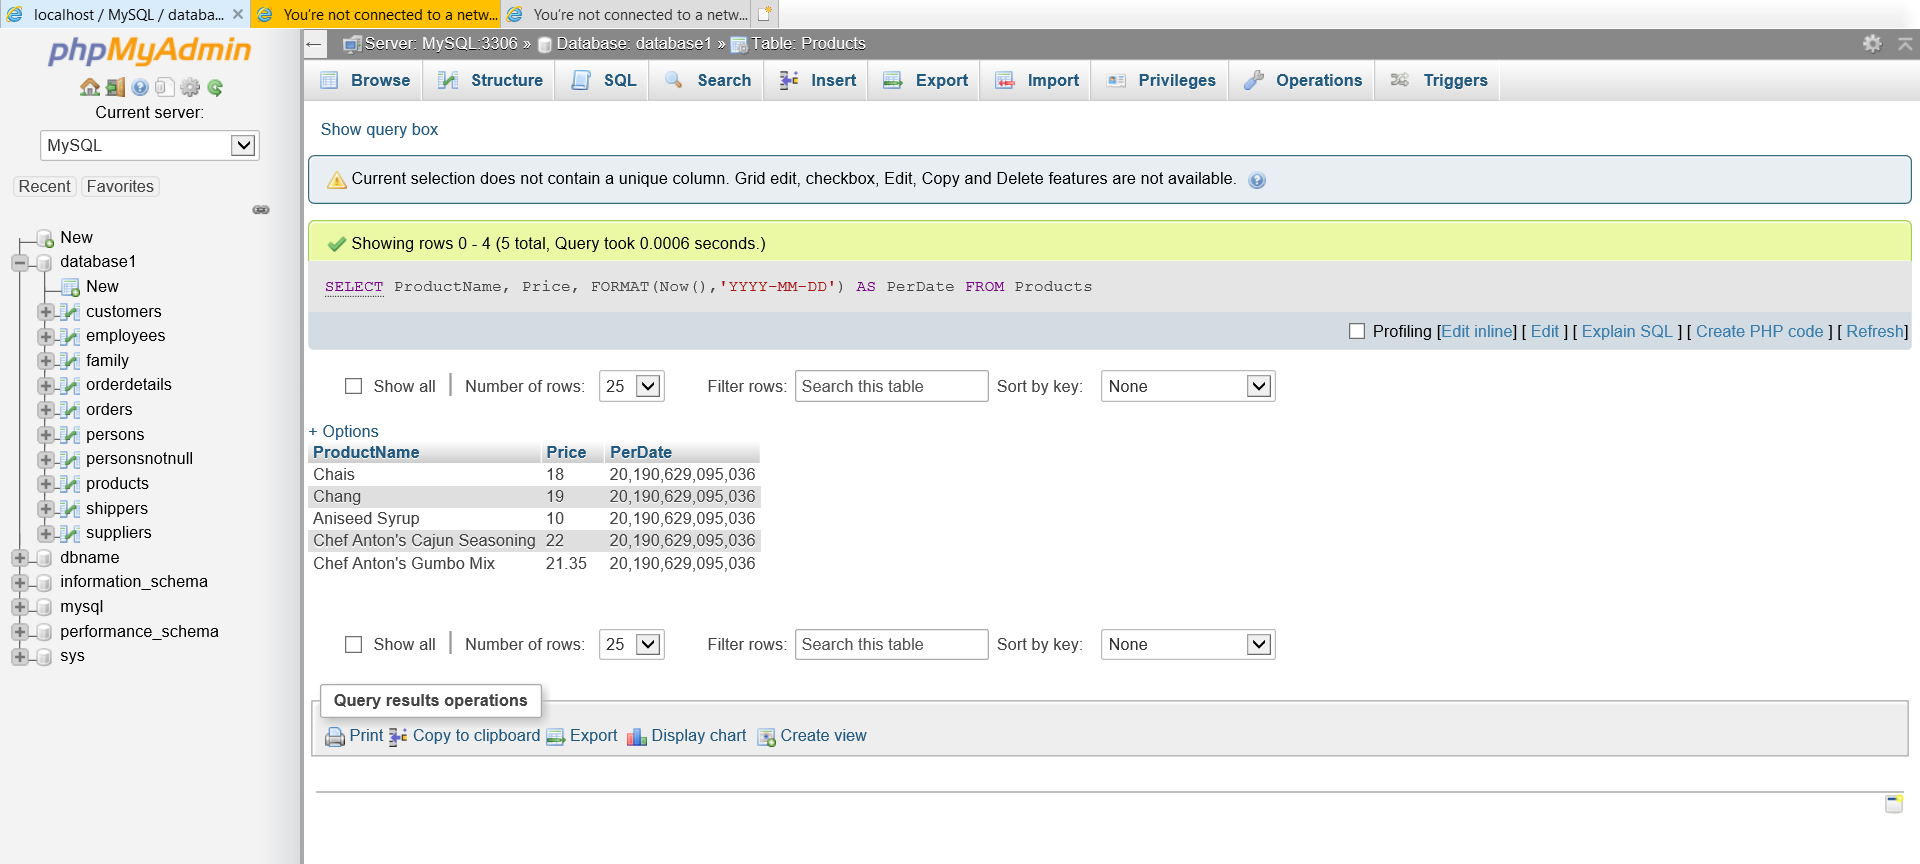 localhost / MySQL / databa...
You're not connected to a netw...
You're not connected to a netw...
phpMyAdmin
Current server:
MySQL
Recent Favorites
New
database1
New
customers
employees
family
orderdetails
orders
persons
personsnotnull
products
shippers
suppliers
dbname
information_schema
mysql
performance_schema
sys
Server: MySQL:3306 » Database: database1 » Table: Products
Browse Structure SQL Search Insert Export Import Privileges Operations Triggers
Show query box
Current selection does not contain a unique column. Grid edit, checkbox, Edit, Copy and Delete features are not available.
Showing rows 0 - 4 (5 total, Query took 0.0006 seconds.)
SELECT ProductName, Price, FORMAT(Now(),'YYYY-MM-DD') AS PerDate FROM Products
Profiling [Edit inline] [ Edit ] [ Explain SQL ] [ Create PHP code ] [ Refresh]
Show all | Number of rows: 25 Filter rows: Search this table Sort by key: None
+ Options
ProductName Price PerDate
Chais 18 20,190,629,095,036
Chang 19 20,190,629,095,036
Aniseed Syrup 10 20,190,629,095,036
Chef Anton's Cajun Seasoning 22 20,190,629,095,036
Chef Anton's Gumbo Mix 21.35 20,190,629,095,036
Show all | Number of rows: 25 Filter rows: Search this table Sort by key: None
Query results operations
Print Copy to clipboard Export Display chart Create view